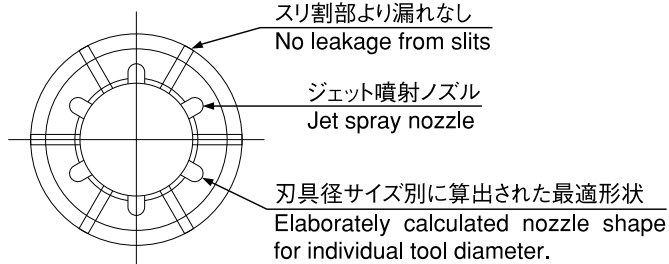 スリ割部より漏れなし
No leakage from slits
ジェット噴射ノズル
Jet spray nozzle
刃具径サイズ別に算出された最適形状
Elaborately calculated nozzle shape
for individual tool diameter.